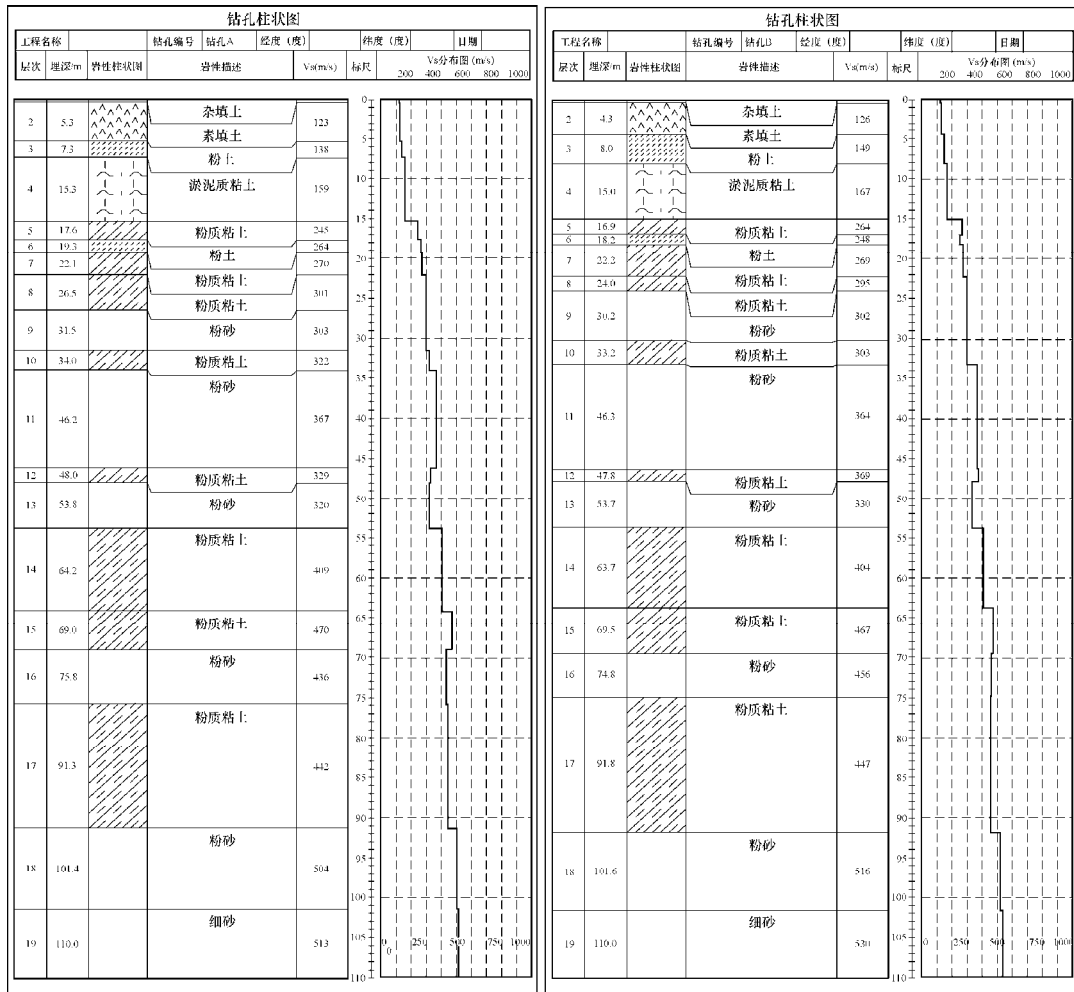 钻孔柱状图
工程名称 钻孔编号 钻孔A 经度（度） 纬度（度） 日期
层次 埋深/m 岩性柱状图 岩性描述 Vs(m/s) 标尺 Vs分布图 (m/s)
200 400 600 800 1000
杂填土
2 5.3 素填土 123
3 7.3 粉土 138
4 15.3 淤泥质粘土 159
5 17.6 粉质粘土 245
6 19.3 粉土 264
7 22.1 粉质粘土 270
8 26.5 粉质粘土 301
9 31.5 粉砂 303
10 34.0 粉质粘土 322
11 46.2 粉砂 367
12 48.0 粉质粘土 329
13 53.8 粉砂 320
14 64.2 粉质粘土 409
15 69.0 粉质粘土 470
16 75.8 粉砂 436
17 91.3 粉质粘土 442
18 101.4 粉砂 504
19 110.0 细砂 513
0
5
10
15
20
25
30
35
40
45
50
55
60
65
70
75
80
85
90
95
100
105
110
0 250 500 750 1000
0
钻孔柱状图
工程名称 钻孔编号 钻孔B 经度（度） 纬度（度） 日期
层次 埋深/m 岩性柱状图 岩性描述 Vs(m/s) 标尺 Vs分布图 (m/s)
200 400 600 800 1000
杂填土
2 4.3 素填土 126
3 8.0 粉土 149
4 15.0 淤泥质粘土 167
5 16.9 粉质粘土 264
6 18.2 粉土 248
7 22.2 粉质粘土 269
8 24.0 粉质粘土 295
9 30.2 粉砂 302
10 33.2 粉质粘土 303
11 46.3 粉砂 364
12 47.8 粉质粘土 369
13 53.7 粉砂 330
14 63.7 粉质粘土 404
15 69.5 粉质粘土 467
16 74.8 粉砂 456
17 91.8 粉质粘土 447
18 101.6 粉砂 516
19 110.0 细砂 530
0
5
10
15
20
25
30
35
40
45
50
55
60
65
70
75
80
85
90
95
100
105
110
0 250 500 750 1000